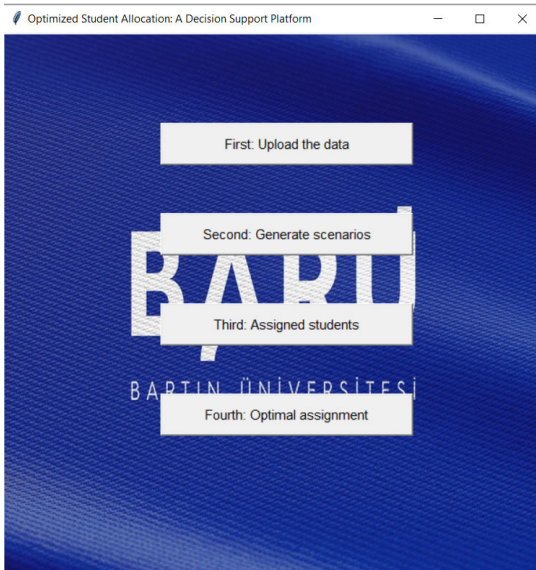 Optimized Student Allocation: A Decision Support Platform
First: Upload the data
Second: Generate scenarios
BARÜ
Third: Assigned students
BARTIN ÜNİVERSİTESİ
Fourth: Optimal assignment